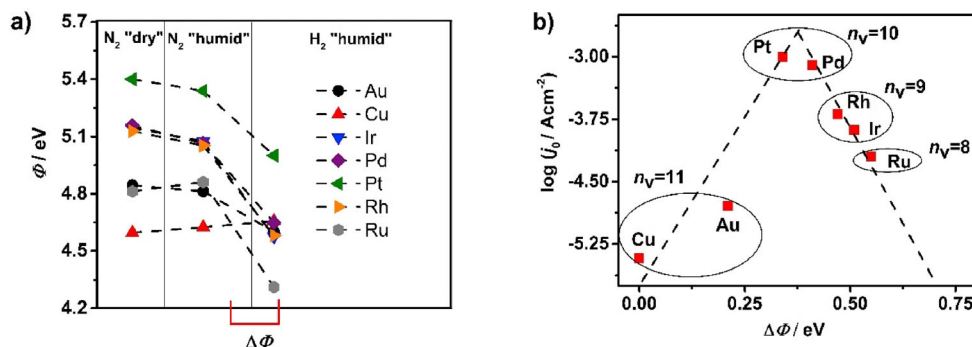 a)
N₂ "dry"
N₂ "humid"
H₂ "humid"
5.7
5.4
5.1
4.8
4.5
4.2
Φ / eV
Au
Cu
Ir
Pd
Pt
Rh
Ru
ΔΦ
b)
-3.00
-3.75
-4.50
-5.25
log (j₀ / Acm⁻²)
Pt
nᵥ=10
Pd
nᵥ=9
Rh
Ir
nᵥ=8
Ru
nᵥ=11
Au
Cu
0.00
0.25
0.50
0.75
ΔΦ / eV